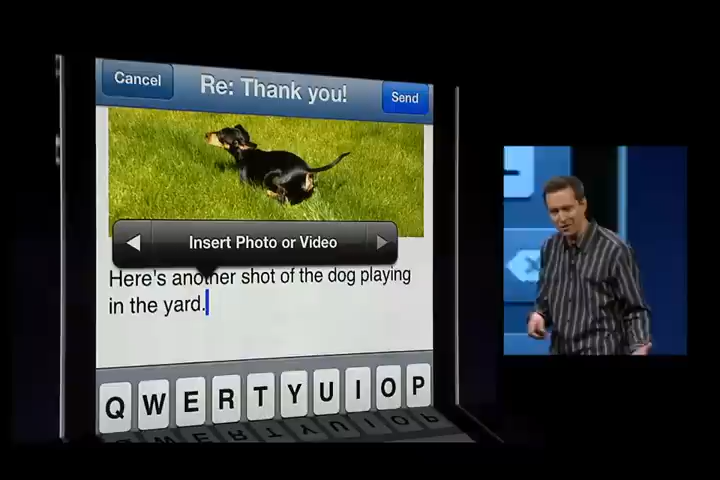 Cancel
Re: Thank you!
Send
Insert Photo or Video
Here's another shot of the dog playing
in the yard.
Q W E R T Y U I O P